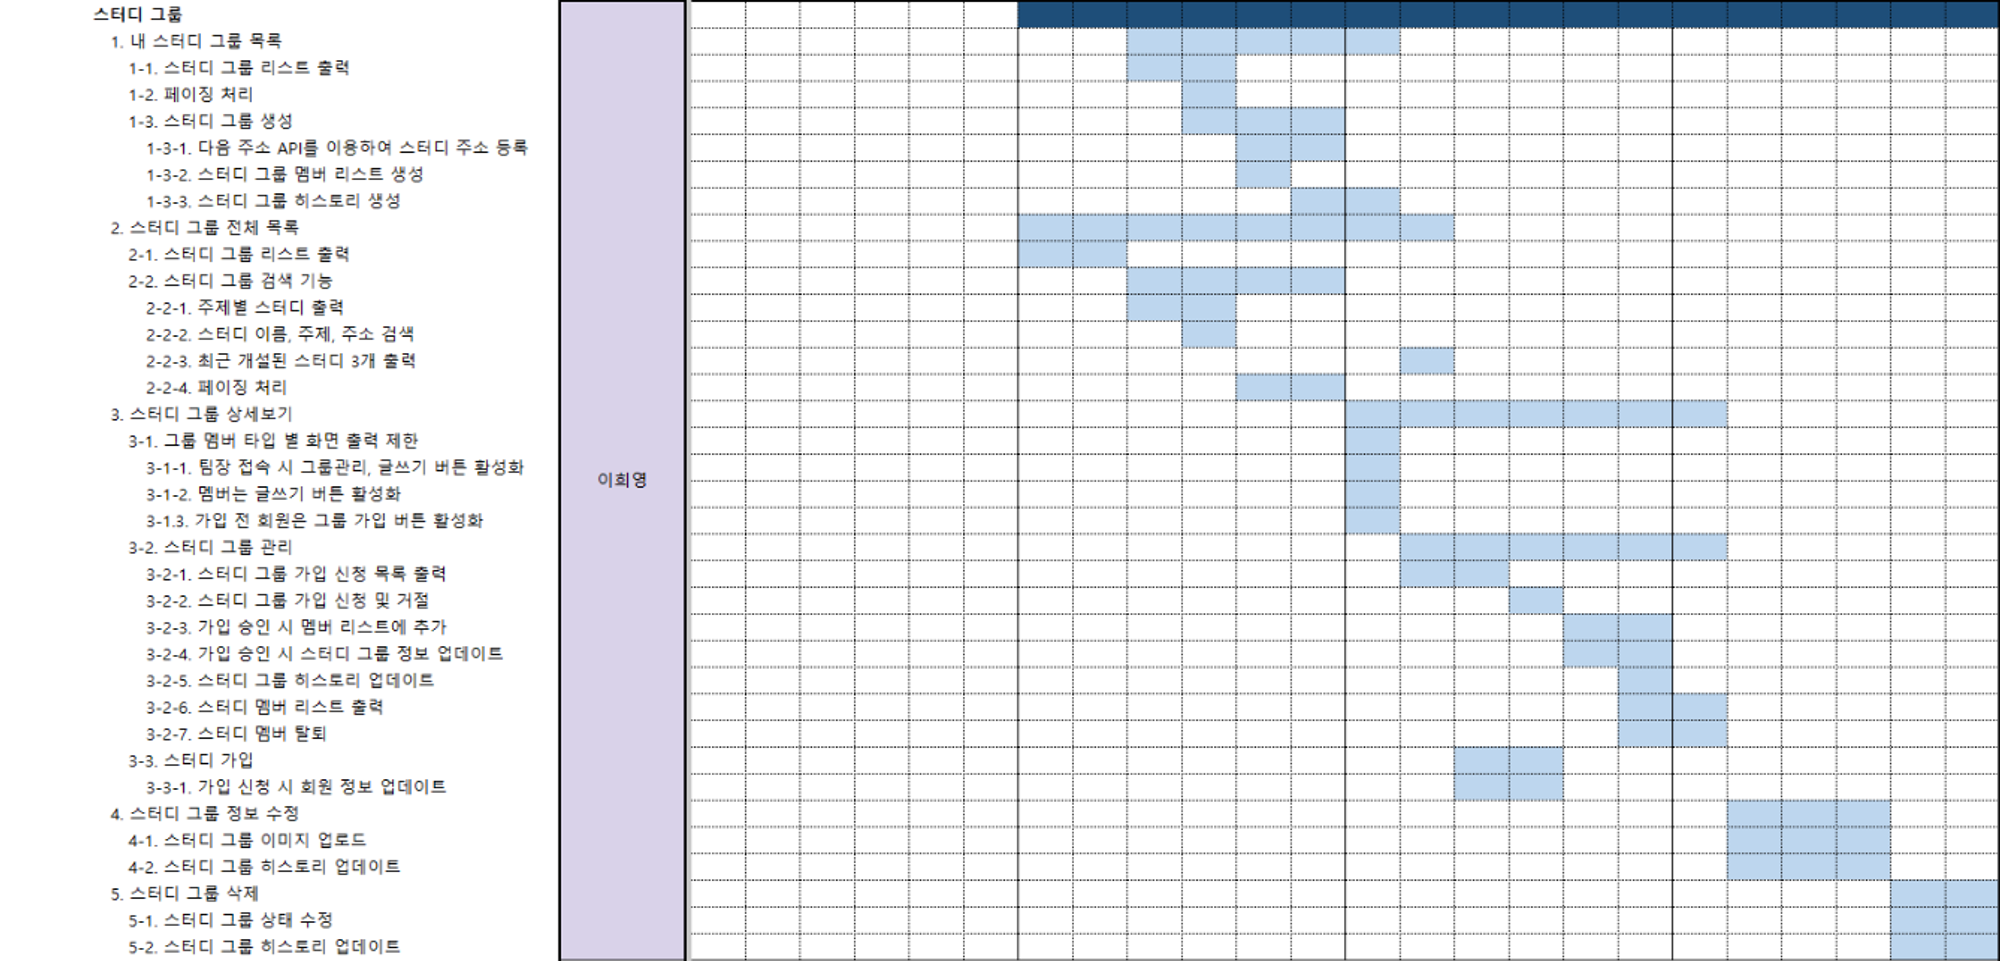 스터디 그룹
1. 내 스터디 그룹 목록
1-1. 스터디 그룹 리스트 출력
1-2. 페이징 처리
1-3. 스터디 그룹 생성
1-3-1. 다음 주소 API를 이용하여 스터디 주소 등록
1-3-2. 스터디 그룹 멤버 리스트 생성
1-3-3. 스터디 그룹 히스토리 생성
2. 스터디 그룹 전체 목록
2-1. 스터디 그룹 리스트 출력
2-2. 스터디 그룹 검색 기능
2-2-1. 주제별 스터디 출력
2-2-2. 스터디 이름, 주제, 주소 검색
2-2-3. 최근 개설된 스터디 3개 출력
2-2-4. 페이징 처리
3. 스터디 그룹 상세보기
3-1. 그룹 멤버 타입 별 화면 출력 제한
3-1-1. 팀장 접속 시 그룹관리, 글쓰기 버튼 활성화
3-1-2. 멤버는 글쓰기 버튼 활성화
3-1.3. 가입 전 회원은 그룹 가입 버튼 활성화
3-2. 스터디 그룹 관리
3-2-1. 스터디 그룹 가입 신청 목록 출력
3-2-2. 스터디 그룹 가입 신청 및 거절
3-2-3. 가입 승인 시 멤버 리스트에 추가
3-2-4. 가입 승인 시 스터디 그룹 정보 업데이트
3-2-5. 스터디 그룹 히스토리 업데이트
3-2-6. 스터디 멤버 리스트 출력
3-2-7. 스터디 멤버 탈퇴
3-3. 스터디 가입
3-3-1. 가입 신청 시 회원 정보 업데이트
4. 스터디 그룹 정보 수정
4-1. 스터디 그룹 이미지 업로드
4-2. 스터디 그룹 히스토리 업데이트
5. 스터디 그룹 삭제
5-1. 스터디 그룹 상태 수정
5-2. 스터디 그룹 히스토리 업데이트
이희영